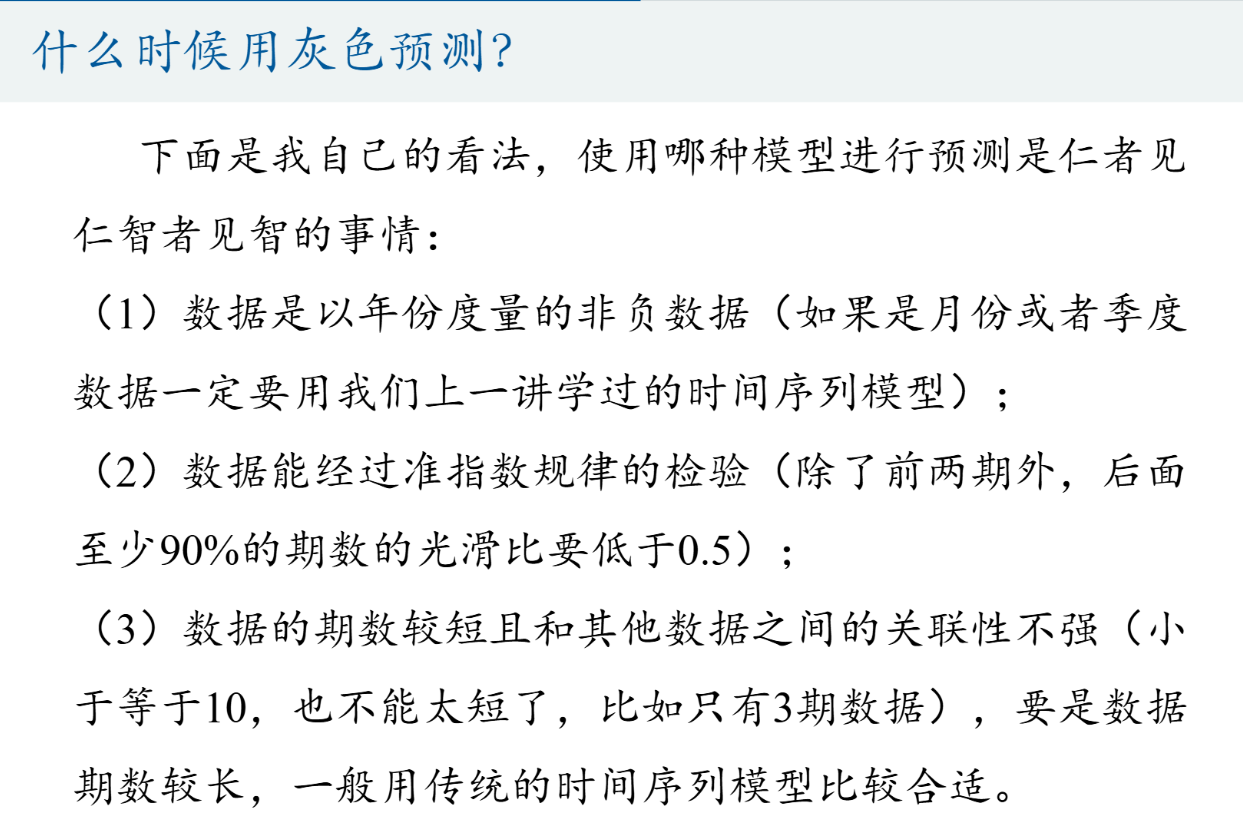 什么时候用灰色预测？
下面是我自己的看法，使用哪种模型进行预测是仁者见
仁智者见智的事情：
（1）数据是以年份度量的非负数据（如果是月份或者季度
数据一定要用我们上一讲学过的时间序列模型）；
（2）数据能经过准指数规律的检验（除了前两期外，后面
至少90%的期数的光滑比要低于0.5）；
（3）数据的期数较短且和其他数据之间的关联性不强（小
于等于10，也不能太短了，比如只有3期数据），要是数据
期数较长，一般用传统的时间序列模型比较合适。